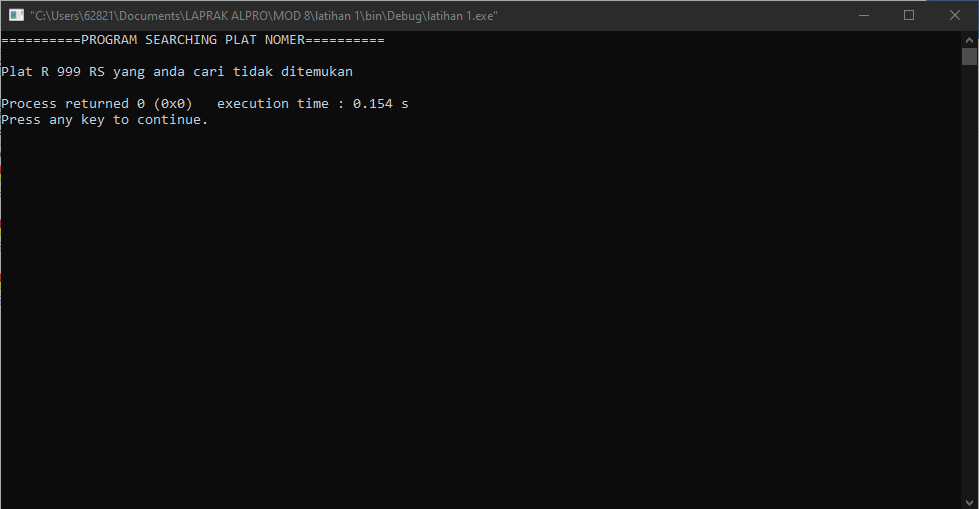 "C:\Users\62821\Documents\LAPRAK ALPRO\MOD 8\latihan 1\bin\Debug\latihan 1.exe"
==========PROGRAM SEARCHING PLAT NOMER==========
Plat R 999 RS yang anda cari tidak ditemukan
Process returned 0 (0x0)   execution time : 0.154 s
Press any key to continue.